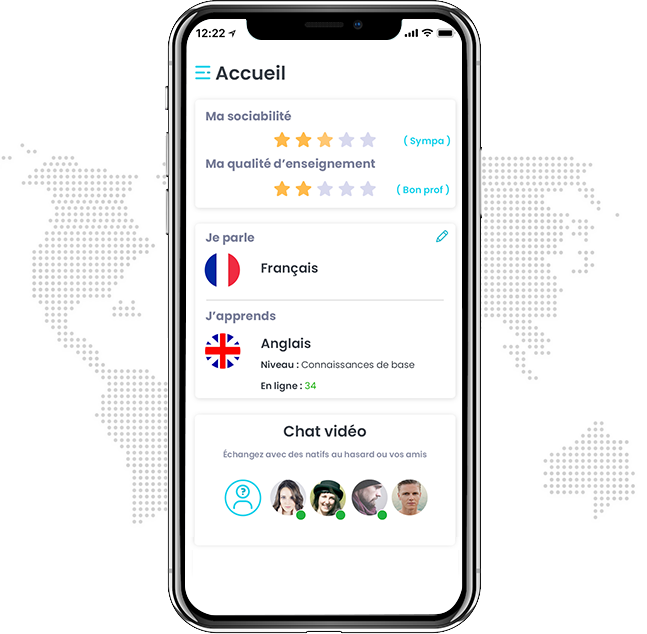 12:22
Accueil
Ma sociabilité
( Sympa )
Ma qualité d'enseignement
( Bon prof )
Je parle
Français
J'apprends
Anglais
Niveau : Connaissances de base
En ligne : 34
Chat vidéo
Échangez avec des natifs au hasard ou vos amis
?